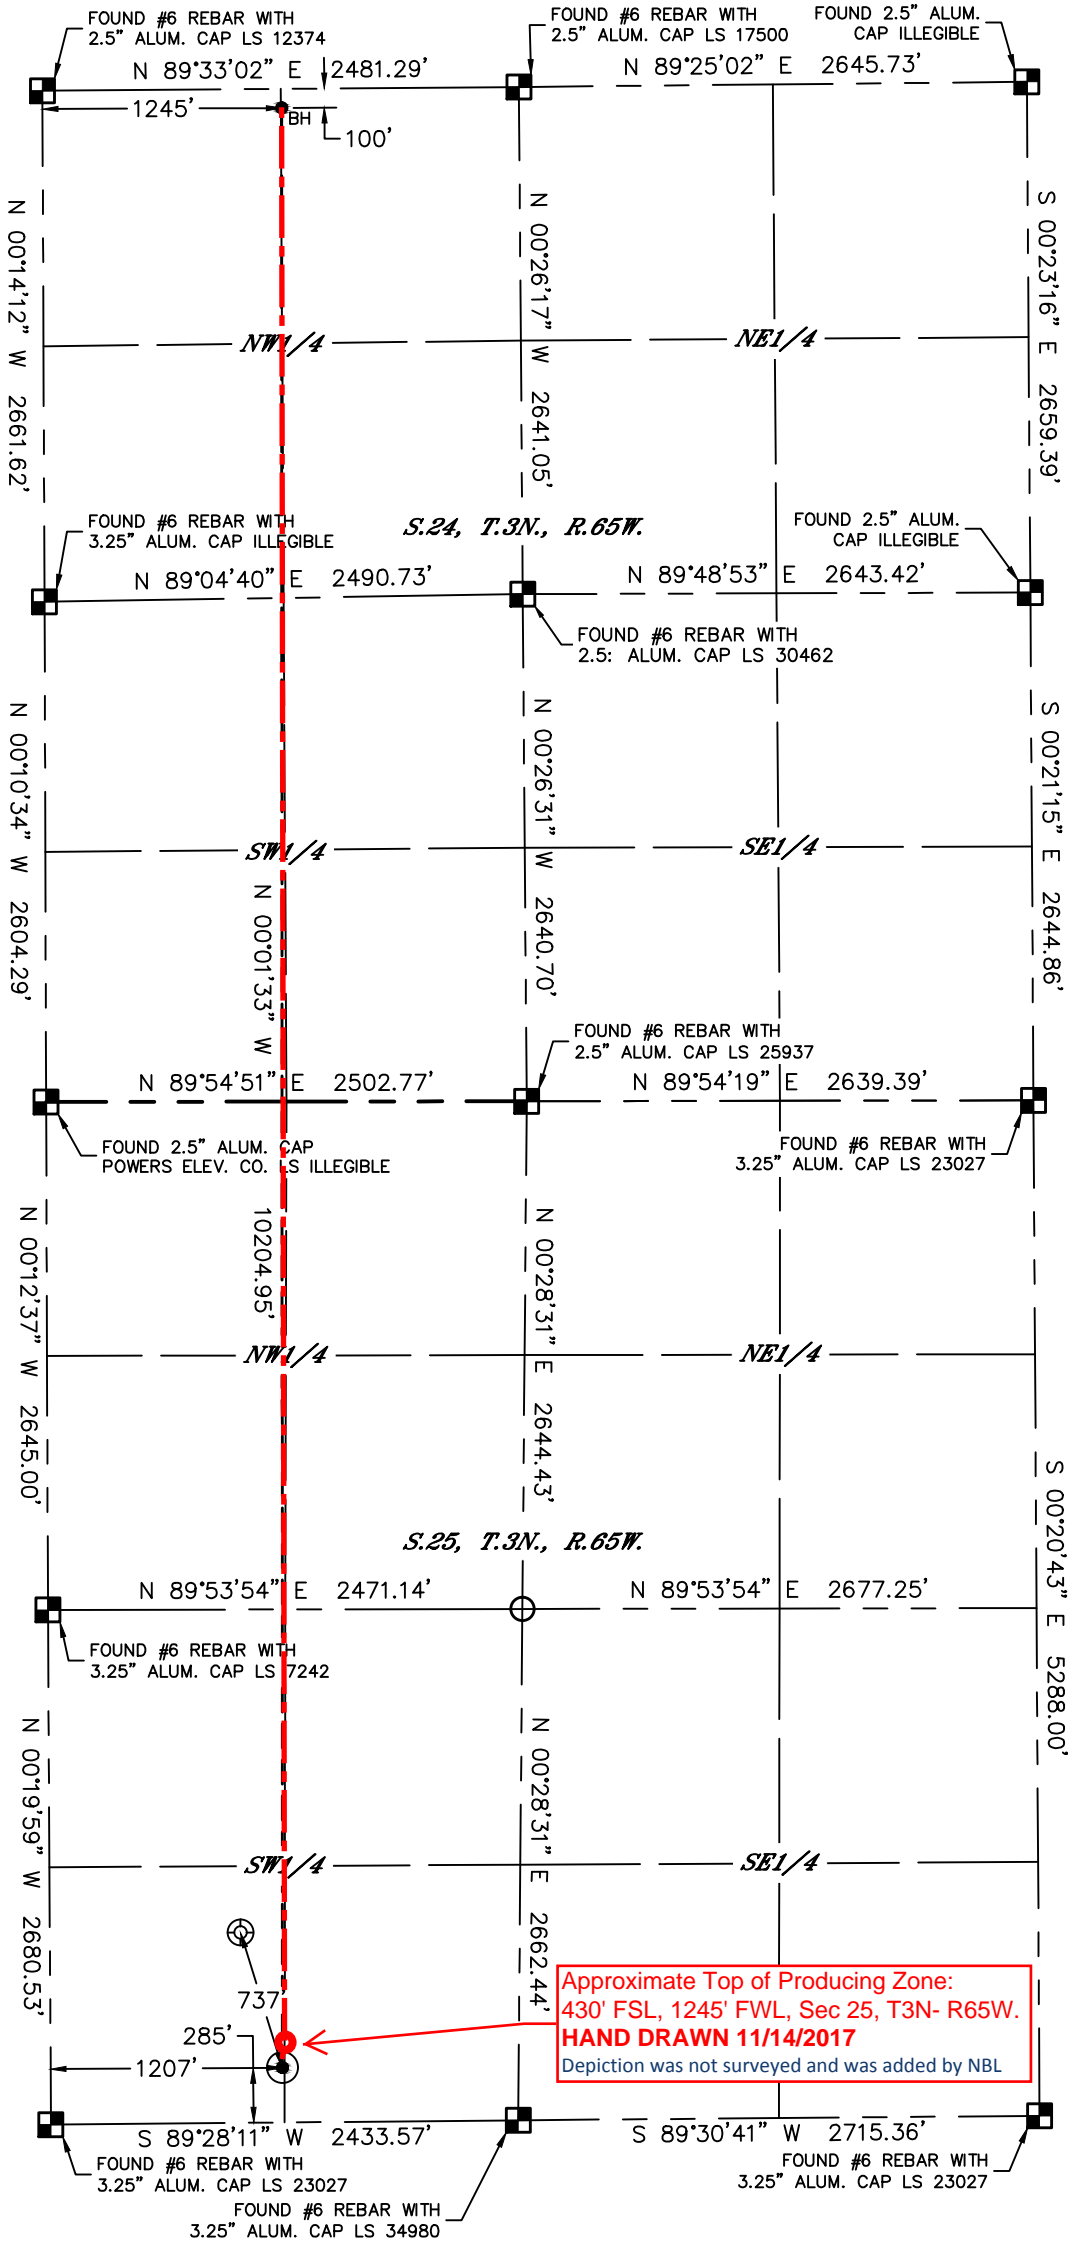 FOUND #6 REBAR WITH
2.5" ALUM. CAP LS 12374
FOUND #6 REBAR WITH
2.5" ALUM. CAP LS 17500
FOUND 2.5" ALUM.
CAP ILLEGIBLE
N 89°33'02" E 2481.29'
N 89°25'02" E 2645.73'
1245'
BH
100'
N 00°14'12" W 2661.62'
N 00°26'17" W 2641.05'
S 00°23'16" E 2659.39'
NW1/4
NE1/4
FOUND #6 REBAR WITH
3.25" ALUM. CAP ILLEGIBLE
S.24, T.3N., R.65W.
FOUND 2.5" ALUM.
CAP ILLEGIBLE
N 89°04'40" E 2490.73'
N 89°48'53" E 2643.42'
FOUND #6 REBAR WITH
2.5: ALUM. CAP LS 30462
N 00°10'34" W 2604.29'
N 00°26'31" W 2640.70'
S 00°21'15" E 2644.86'
SW1/4
SE1/4
N 00°01'33" W 10204.95'
FOUND #6 REBAR WITH
2.5" ALUM. CAP LS 25937
N 89°54'51" E 2502.77'
N 89°54'19" E 2639.39'
FOUND 2.5" ALUM. CAP
POWERS ELEV. CO. LS ILLEGIBLE
FOUND #6 REBAR WITH
3.25" ALUM. CAP LS 23027
N 00°12'37" W 2645.00'
N 00°28'31" E 2644.43'
NW1/4
NE1/4
S 00°20'43" E 5288.00'
S.25, T.3N., R.65W.
N 89°53'54" E 2471.14'
N 89°53'54" E 2677.25'
FOUND #6 REBAR WITH
3.25" ALUM. CAP LS 7242
N 00°19'59" W 2680.53'
N 00°28'31" E 2662.44'
SW1/4
SE1/4
737'
285'
1207'
Approximate Top of Producing Zone:
430' FSL, 1245' FWL, Sec 25, T3N- R65W.
HAND DRAWN 11/14/2017
Depiction was not surveyed and was added by NBL
S 89°28'11" W 2433.57'
S 89°30'41" W 2715.36'
FOUND #6 REBAR WITH
3.25" ALUM. CAP LS 23027
FOUND #6 REBAR WITH
3.25" ALUM. CAP LS 23027
FOUND #6 REBAR WITH
3.25" ALUM. CAP LS 34980